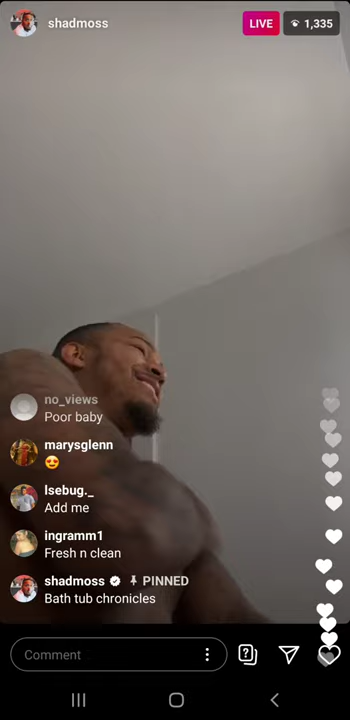 shadmoss
LIVE
1,335
no_views
Poor baby
marysglenn
😍
lsebug._
Add me
ingramm1
Fresh n clean
shadmoss PINNED
Bath tub chronicles
Comment